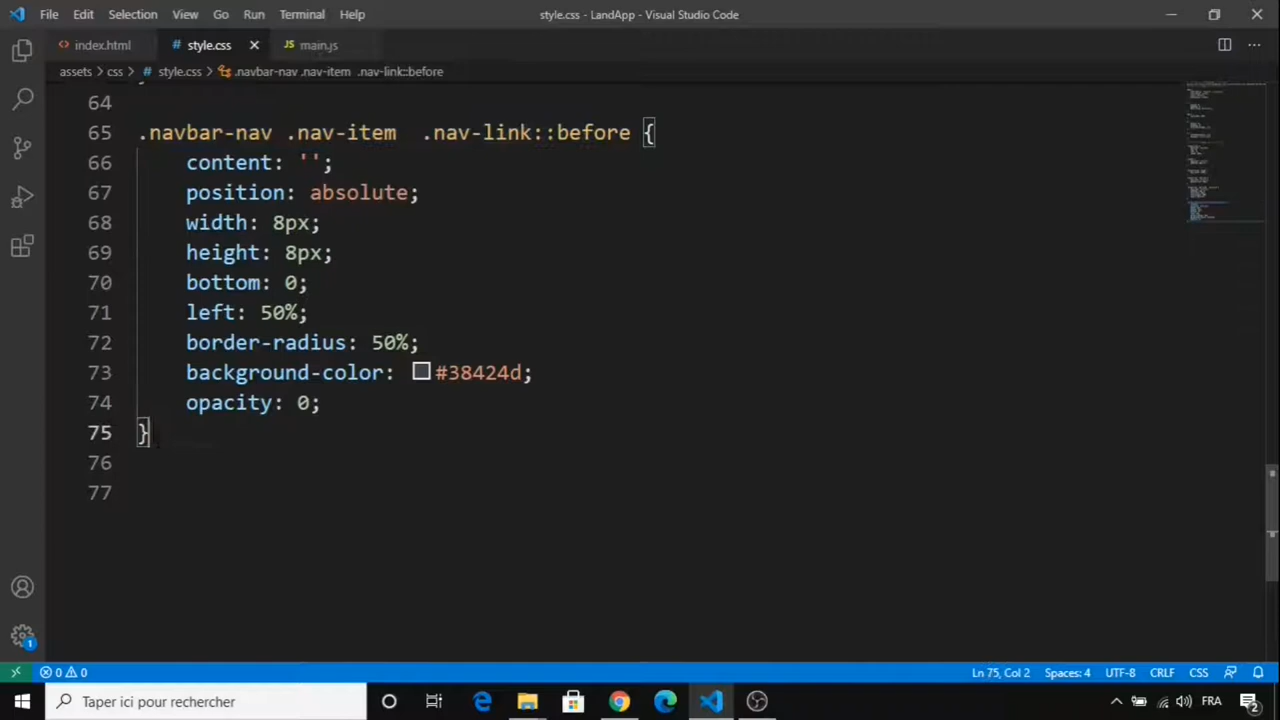 File Edit Selection View Go Run Terminal Help style.css - LandApp - Visual Studio Code
index.html # style.css JS main.js
assets > css > # style.css > .navbar-nav .nav-item .nav-link::before
64
65 .navbar-nav .nav-item  .nav-link::before {
66 content: '';
67 position: absolute;
68 width: 8px;
69 height: 8px;
70 bottom: 0;
71 left: 50%;
72 border-radius: 50%;
73 background-color: #38424d;
74 opacity: 0;
75 }
76
77
1
0 0 Ln 75, Col 2 Spaces: 4 UTF-8 CRLF CSS
Taper ici pour rechercher FRA 2